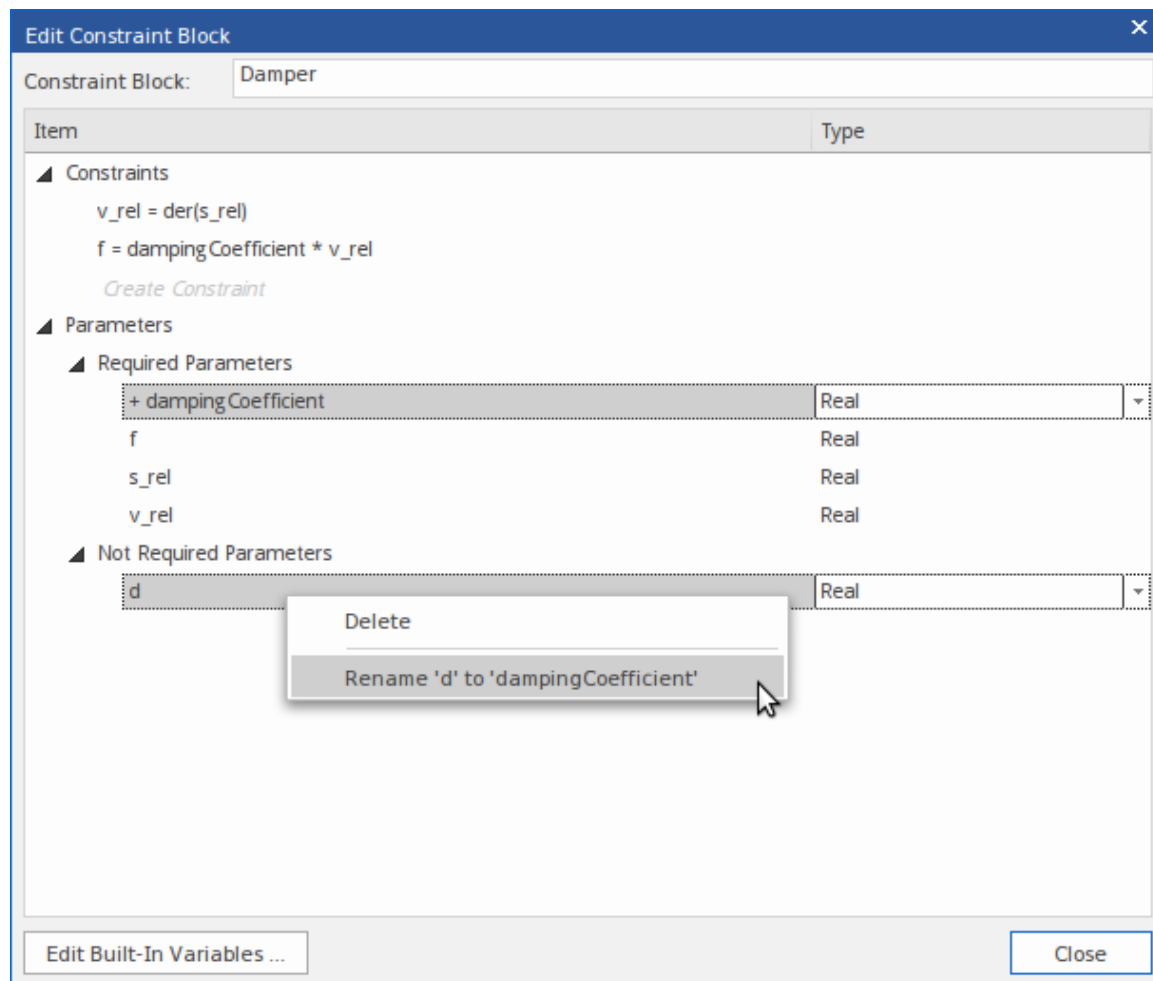 Edit Constraint Block
Constraint Block: Damper
Item Type
Constraints
v_rel = der(s_rel)
f = dampingCoefficient * v_rel
Create Constraint
Parameters
Required Parameters
+ dampingCoefficient Real
f Real
s_rel Real
v_rel Real
Not Required Parameters
d Real
Delete
Rename 'd' to 'dampingCoefficient'
Edit Built-In Variables ... Close